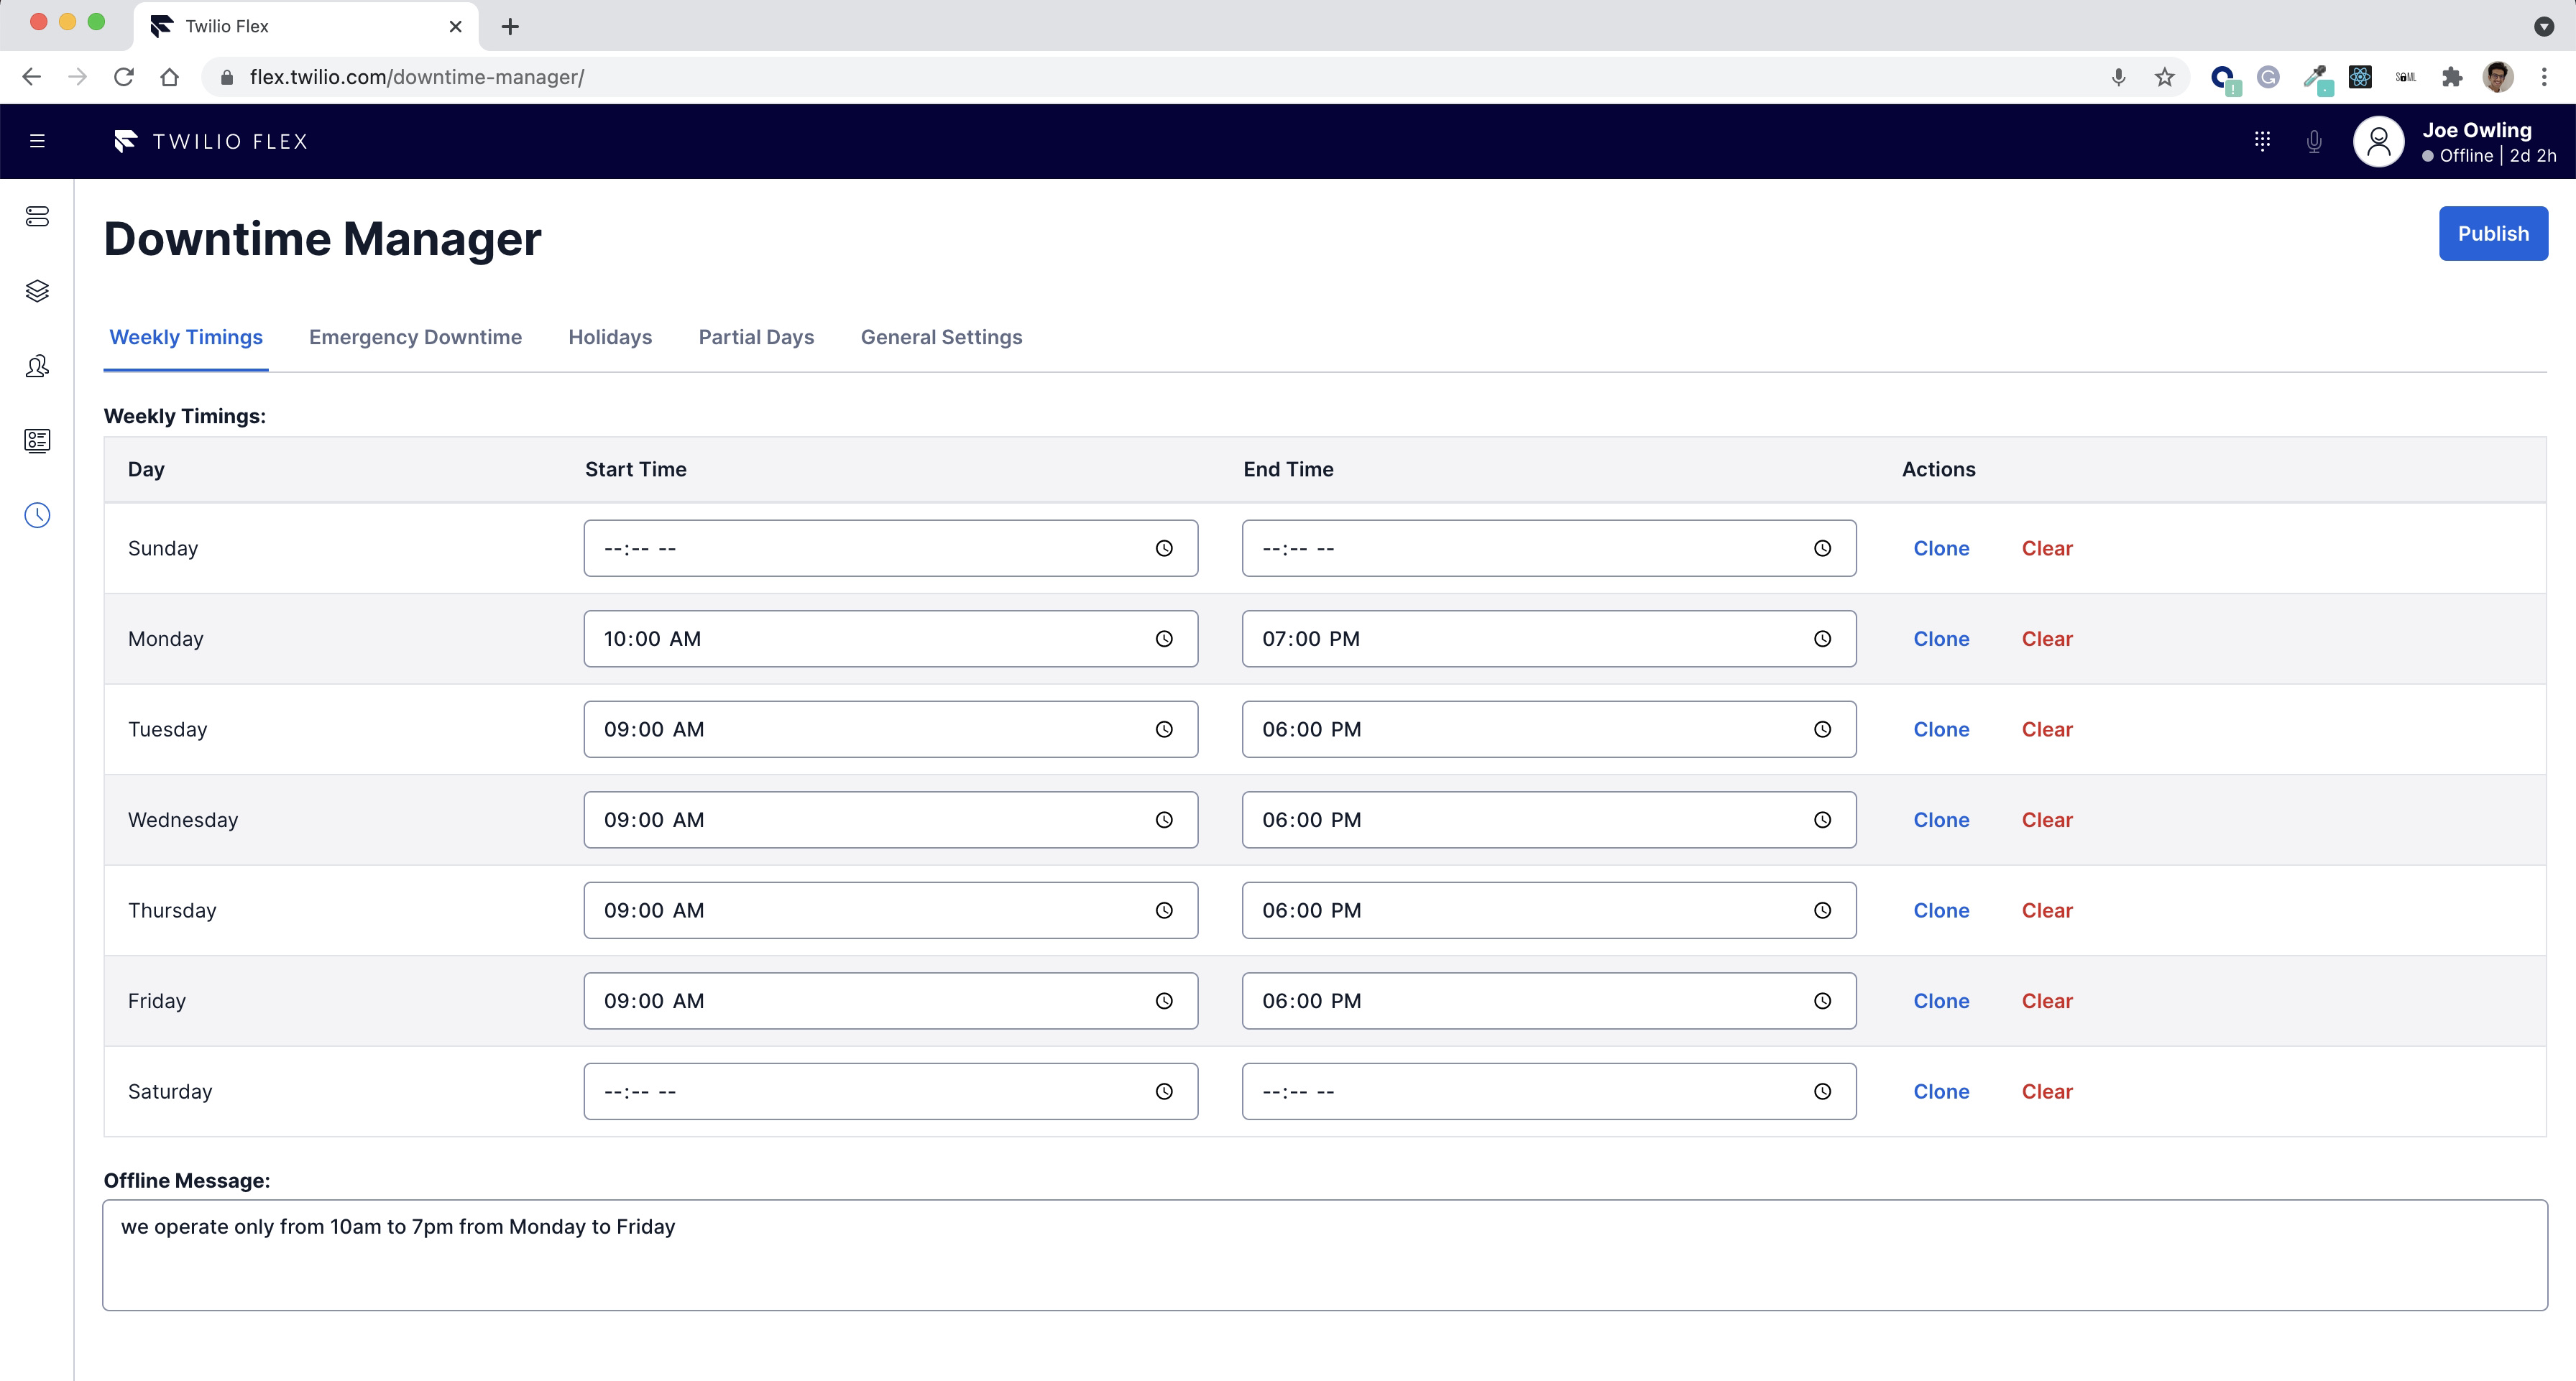 Twilio Flex
flex.twilio.com/downtime-manager/
TWILIO FLEX
Joe Owling
Offline | 2d 2h
Downtime Manager
Publish
Weekly Timings Emergency Downtime Holidays Partial Days General Settings
Weekly Timings:
Day Start Time End Time Actions
Sunday --:-- -- --:-- -- Clone Clear
Monday 10:00 AM 07:00 PM Clone Clear
Tuesday 09:00 AM 06:00 PM Clone Clear
Wednesday 09:00 AM 06:00 PM Clone Clear
Thursday 09:00 AM 06:00 PM Clone Clear
Friday 09:00 AM 06:00 PM Clone Clear
Saturday --:-- -- --:-- -- Clone Clear
Offline Message:
we operate only from 10am to 7pm from Monday to Friday